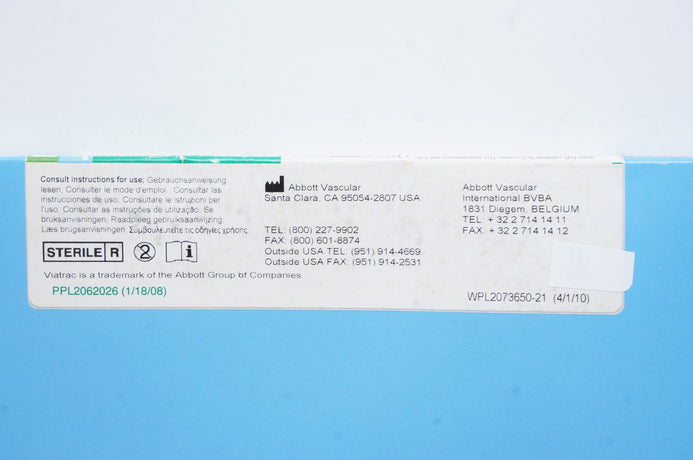 Consult instructions for use; Gebrauchsanweisung
lesen; Consulter le mode d'emploi ; Consultar las
instrucciones de uso; Consultare le istruzioni per
l'uso; Consultar as instruções de utilização; Se
bruksanvisningen; Raadpleeg gebruiksaanwijzing;
Læs brugsanvisningen; Συμβουλευτείτε τις οδηγίες χρήσης
STERILE R
2
i
Viatrac is a trademark of the Abbott Group of Companies
PPL2062026 (1/18/08)
Abbott Vascular
Santa Clara, CA 95054-2807 USA
TEL: (800) 227-9902
FAX: (800) 601-8874
Outside USA TEL: (951) 914-4669
Outside USA FAX: (951) 914-2531
Abbott Vascular
International BVBA
1831 Diegem, BELGIUM
TEL: + 32 2 714 14 11
FAX. + 32 2 714 14 12
WPL2073650-21 (4/1/10)